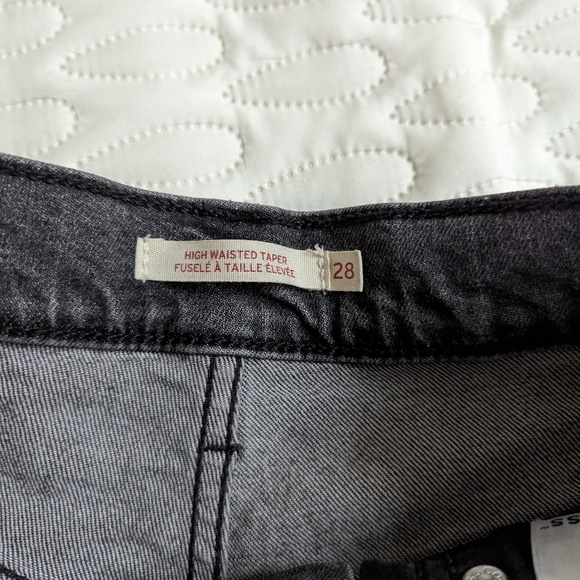 HIGH WAISTED TAPER
FUSELÉ À TAILLE ÉLEVÉE
28